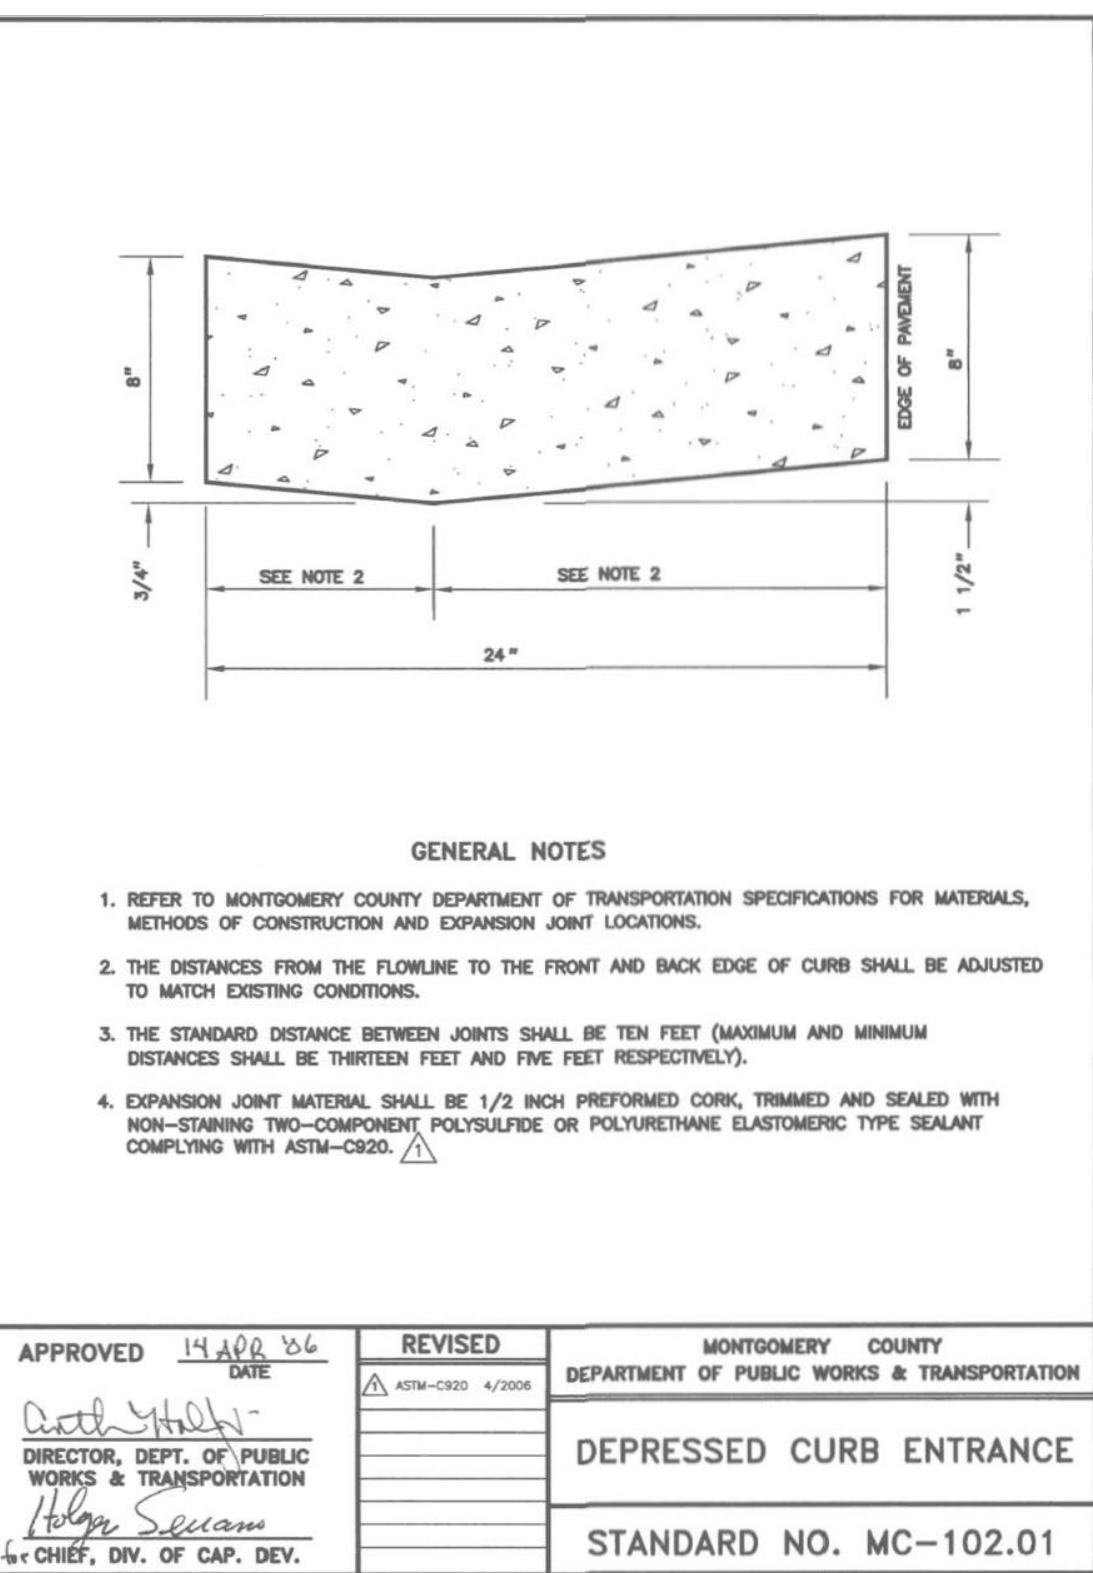 8"
EDGE OF PAVEMENT
8"
3/4"
SEE NOTE 2
SEE NOTE 2
1 1/2"
24"
GENERAL NOTES
1. REFER TO MONTGOMERY COUNTY DEPARTMENT OF TRANSPORTATION SPECIFICATIONS FOR MATERIALS,
METHODS OF CONSTRUCTION AND EXPANSION JOINT LOCATIONS.
2. THE DISTANCES FROM THE FLOWLINE TO THE FRONT AND BACK EDGE OF CURB SHALL BE ADJUSTED
TO MATCH EXISTING CONDITIONS.
3. THE STANDARD DISTANCE BETWEEN JOINTS SHALL BE TEN FEET (MAXIMUM AND MINIMUM
DISTANCES SHALL BE THIRTEEN FEET AND FIVE FEET RESPECTIVELY).
4. EXPANSION JOINT MATERIAL SHALL BE 1/2 INCH PREFORMED CORK, TRIMMED AND SEALED WITH
NON-STAINING TWO-COMPONENT POLYSULFIDE OR POLYURETHANE ELASTOMERIC TYPE SEALANT
COMPLYING WITH ASTM-C920. 1
APPROVED 14 APR '06
DATE
DIRECTOR, DEPT. OF PUBLIC
WORKS & TRANSPORTATION
for CHIEF, DIV. OF CAP. DEV.
REVISED
1 ASTM-C920 4/2006
MONTGOMERY COUNTY
DEPARTMENT OF PUBLIC WORKS & TRANSPORTATION
DEPRESSED CURB ENTRANCE
STANDARD NO. MC-102.01